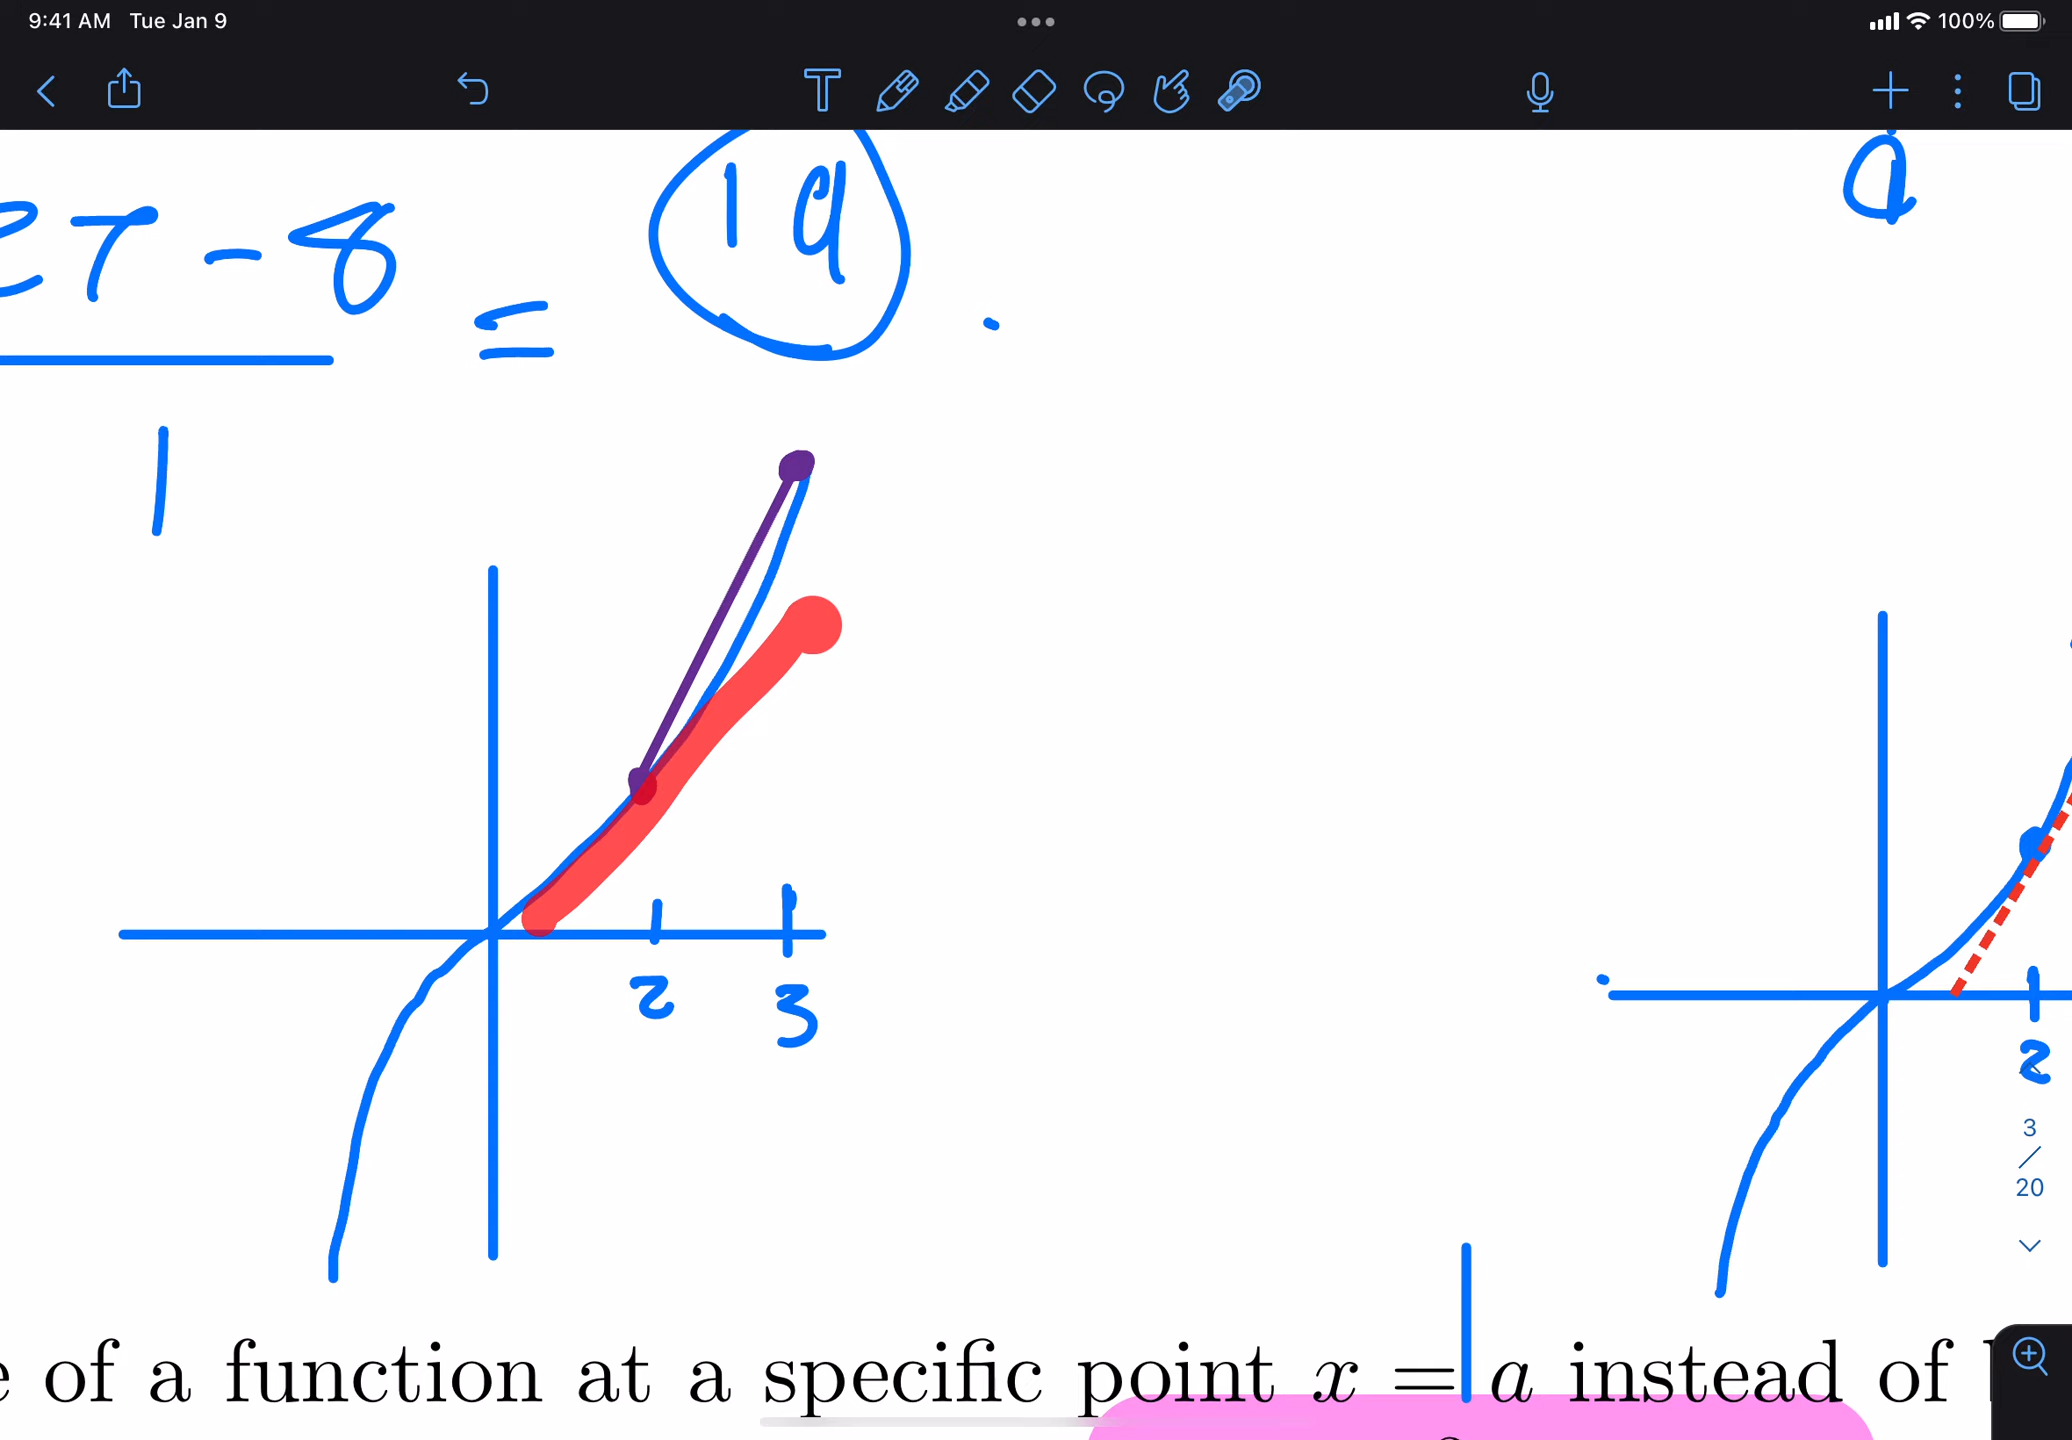 9:41 AM Tue Jan 9
100%
T
27 - 8 = 19 .
1
2 3
2
3
/
20
of a function at a specific point x = a instead of